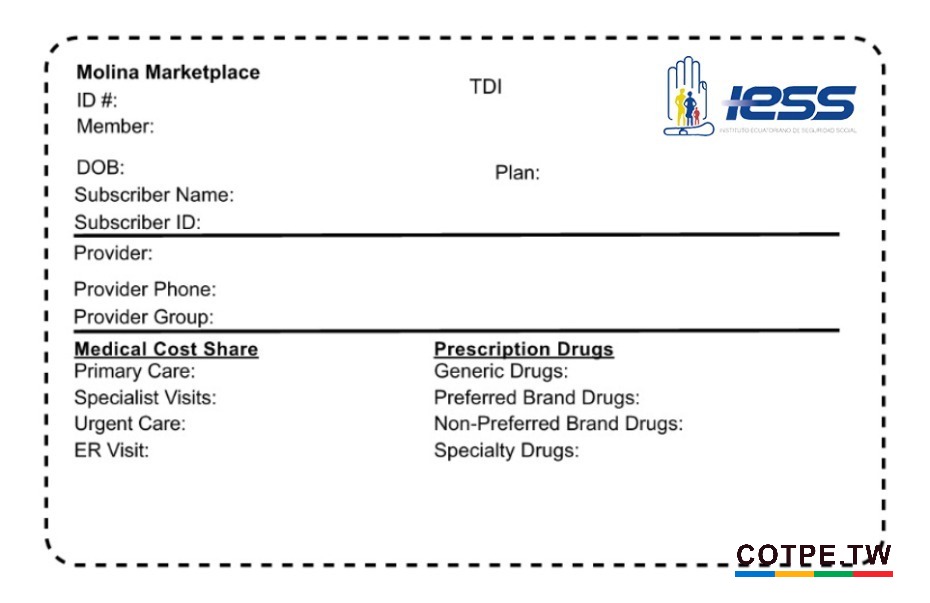 Molina Marketplace
TDI
ID #:
Member:
IESS
INSTITUTO ECUATORIANO DE SEGURIDAD SOCIAL
DOB:
Plan:
Subscriber Name:
Subscriber ID:
Provider:
Provider Phone:
Provider Group:
Medical Cost Share
Primary Care:
Specialist Visits:
Urgent Care:
ER Visit:
Prescription Drugs
Generic Drugs:
Preferred Brand Drugs:
Non-Preferred Brand Drugs:
Specialty Drugs:
COTPE.TW